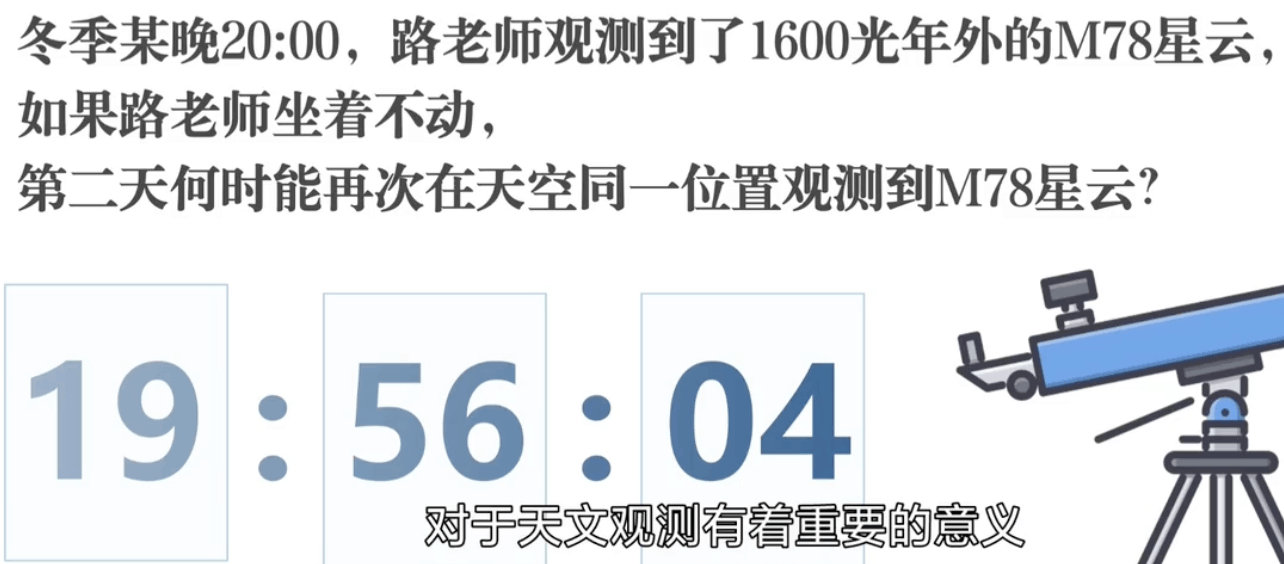 冬季某晚20:00，路老师观测到了1600光年外的M78星云，
如果路老师坐着不动，
第二天何时能再次在天空同一位置观测到M78星云？
19:56:04
对于天文观测有着重要的意义